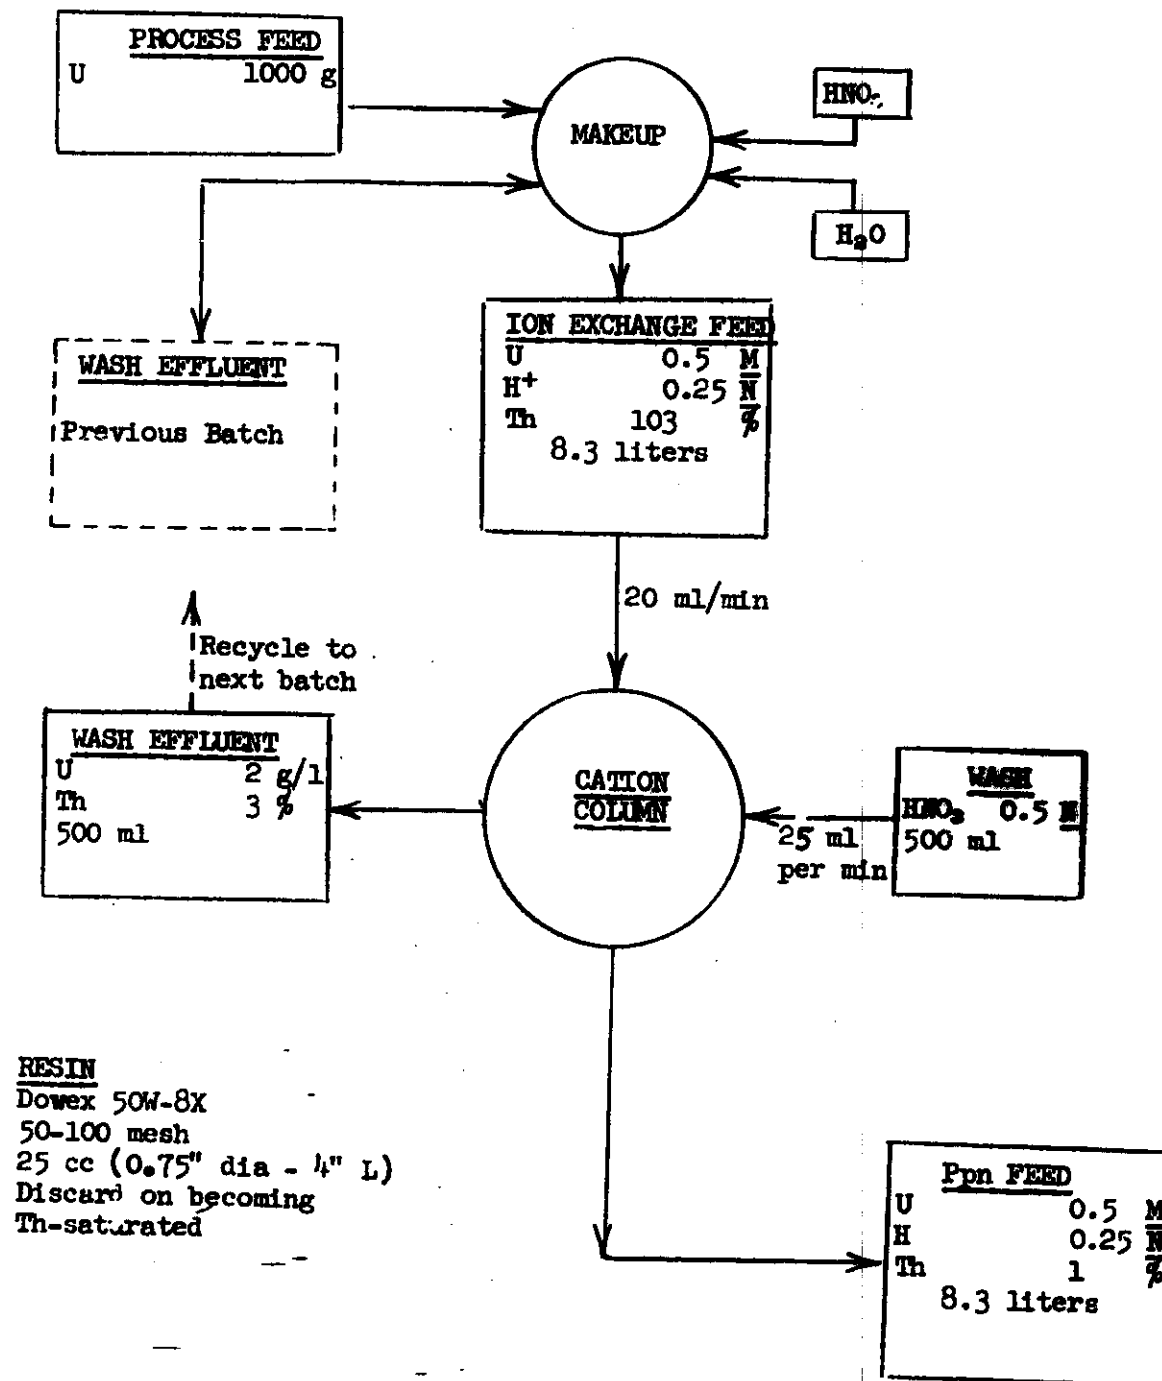 PROCESS FEED
U 1000 g
MAKEUP
HNO
H₂O
ION EXCHANGE FEED
U 0.5 M
H⁺ 0.25 N
Th 103 %
8.3 liters
WASH EFFLUENT
Previous Batch
20 ml/min
Recycle to
next batch
WASH EFFLUENT
U 2 g/l
Th 3 %
500 ml
CATION
COLUMN
WASH
HNO₃ 0.5 N
500 ml
25 ml
per min
RESIN
Dowex 50W-8X
50-100 mesh
25 cc (0.75" dia - 4" L)
Discard on becoming
Th-saturated
Ppn FEED
U 0.5 M
H 0.25 N
Th 1 %
8.3 liters